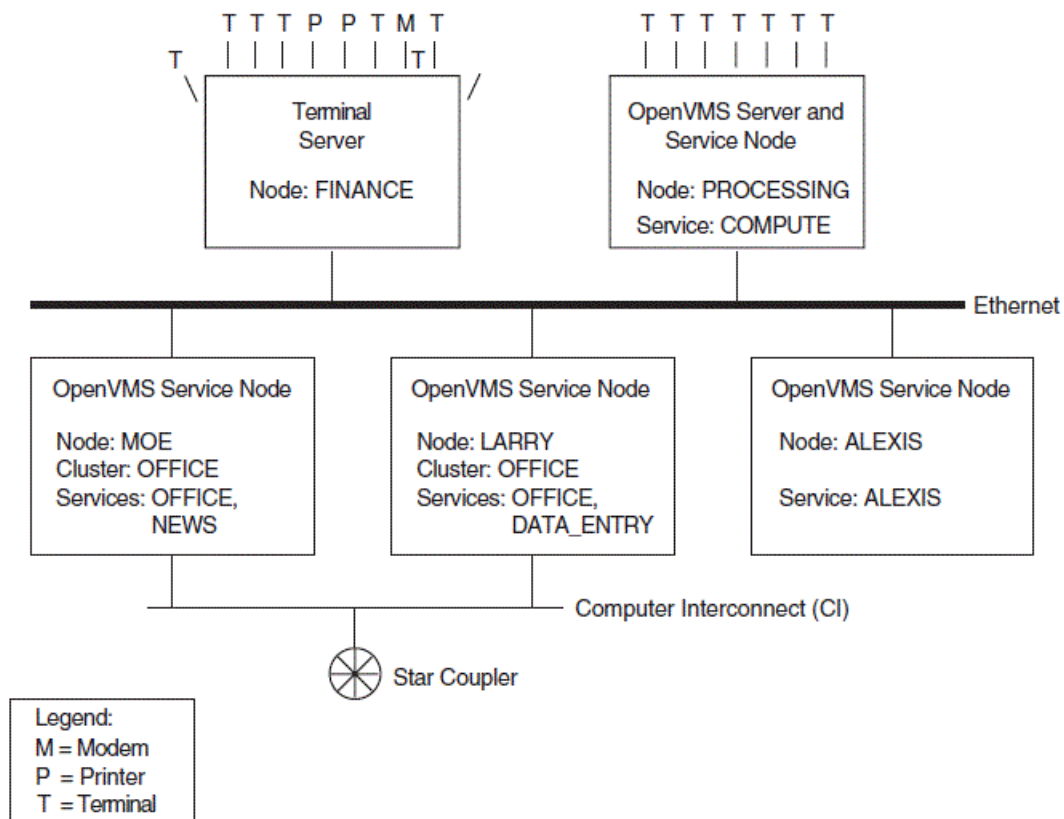 T T T P P T M T
T
T
Terminal
Server
Node: FINANCE
T T T T T T T
OpenVMS Server and
Service Node
Node: PROCESSING
Service: COMPUTE
Ethernet
OpenVMS Service Node
Node: MOE
Cluster: OFFICE
Services: OFFICE,
NEWS
OpenVMS Service Node
Node: LARRY
Cluster: OFFICE
Services: OFFICE,
DATA_ENTRY
OpenVMS Service Node
Node: ALEXIS
Service: ALEXIS
Computer Interconnect (CI)
Star Coupler
Legend:
M = Modem
P = Printer
T = Terminal